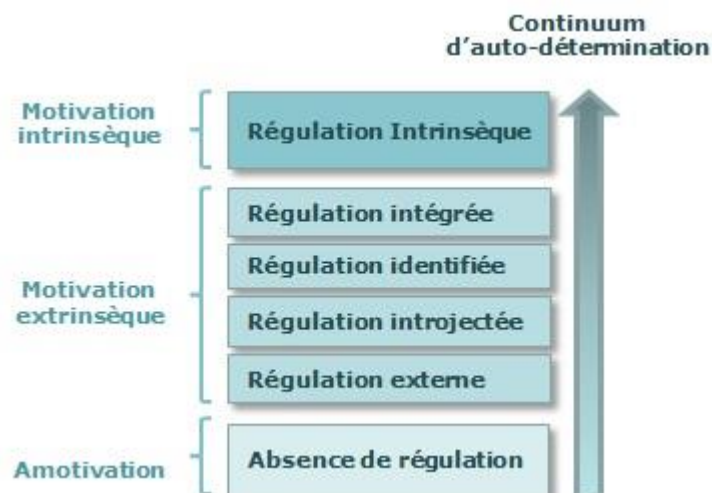 Continuum
d'auto-détermination
Motivation
intrinsèque
Régulation Intrinsèque
Régulation intégrée
Régulation identifiée
Motivation
extrinsèque
Régulation introjectée
Régulation externe
Amotivation
Absence de régulation